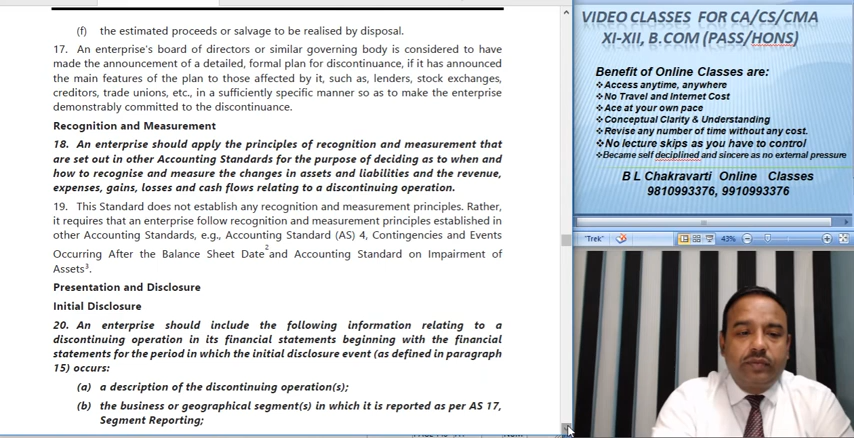 (f) the estimated proceeds or salvage to be realised by disposal.
17. An enterprise's board of directors or similar governing body is considered to have
made the announcement of a detailed, formal plan for discontinuance, if it has announced
the main features of the plan to those affected by it, such as, lenders, stock exchanges,
creditors, trade unions, etc., in a sufficiently specific manner so as to make the enterprise
demonstrably committed to the discontinuance.
Recognition and Measurement
18. An enterprise should apply the principles of recognition and measurement that
are set out in other Accounting Standards for the purpose of deciding as to when and
how to recognise and measure the changes in assets and liabilities and the revenue,
expenses, gains, losses and cash flows relating to a discontinuing operation.
19. This Standard does not establish any recognition and measurement principles. Rather,
it requires that an enterprise follow recognition and measurement principles established in
other Accounting Standards, e.g., Accounting Standard (AS) 4, Contingencies and Events
Occurring After the Balance Sheet Date2 and Accounting Standard on Impairment of
Assets3.
Presentation and Disclosure
Initial Disclosure
20. An enterprise should include the following information relating to a
discontinuing operation in its financial statements beginning with the financial
statements for the period in which the initial disclosure event (as defined in paragraph
15) occurs:
(a) a description of the discontinuing operation(s);
(b) the business or geographical segment(s) in which it is reported as per AS 17,
Segment Reporting;
VIDEO CLASSES FOR CA/CS/CMA
XI-XII, B.COM (PASS/HONS)
Benefit of Online Classes are:
❖Access anytime, anywhere
❖No Travel and Internet Cost
❖Ace at your own pace
❖Conceptual Clarity & Understanding
❖Revise any number of time without any cost.
❖No lecture skips as you have to control
❖Became self deciplined and sincere as no external pressure
B L Chakravarti Online Classes
9810993376, 9910993376
"Trek" 43%